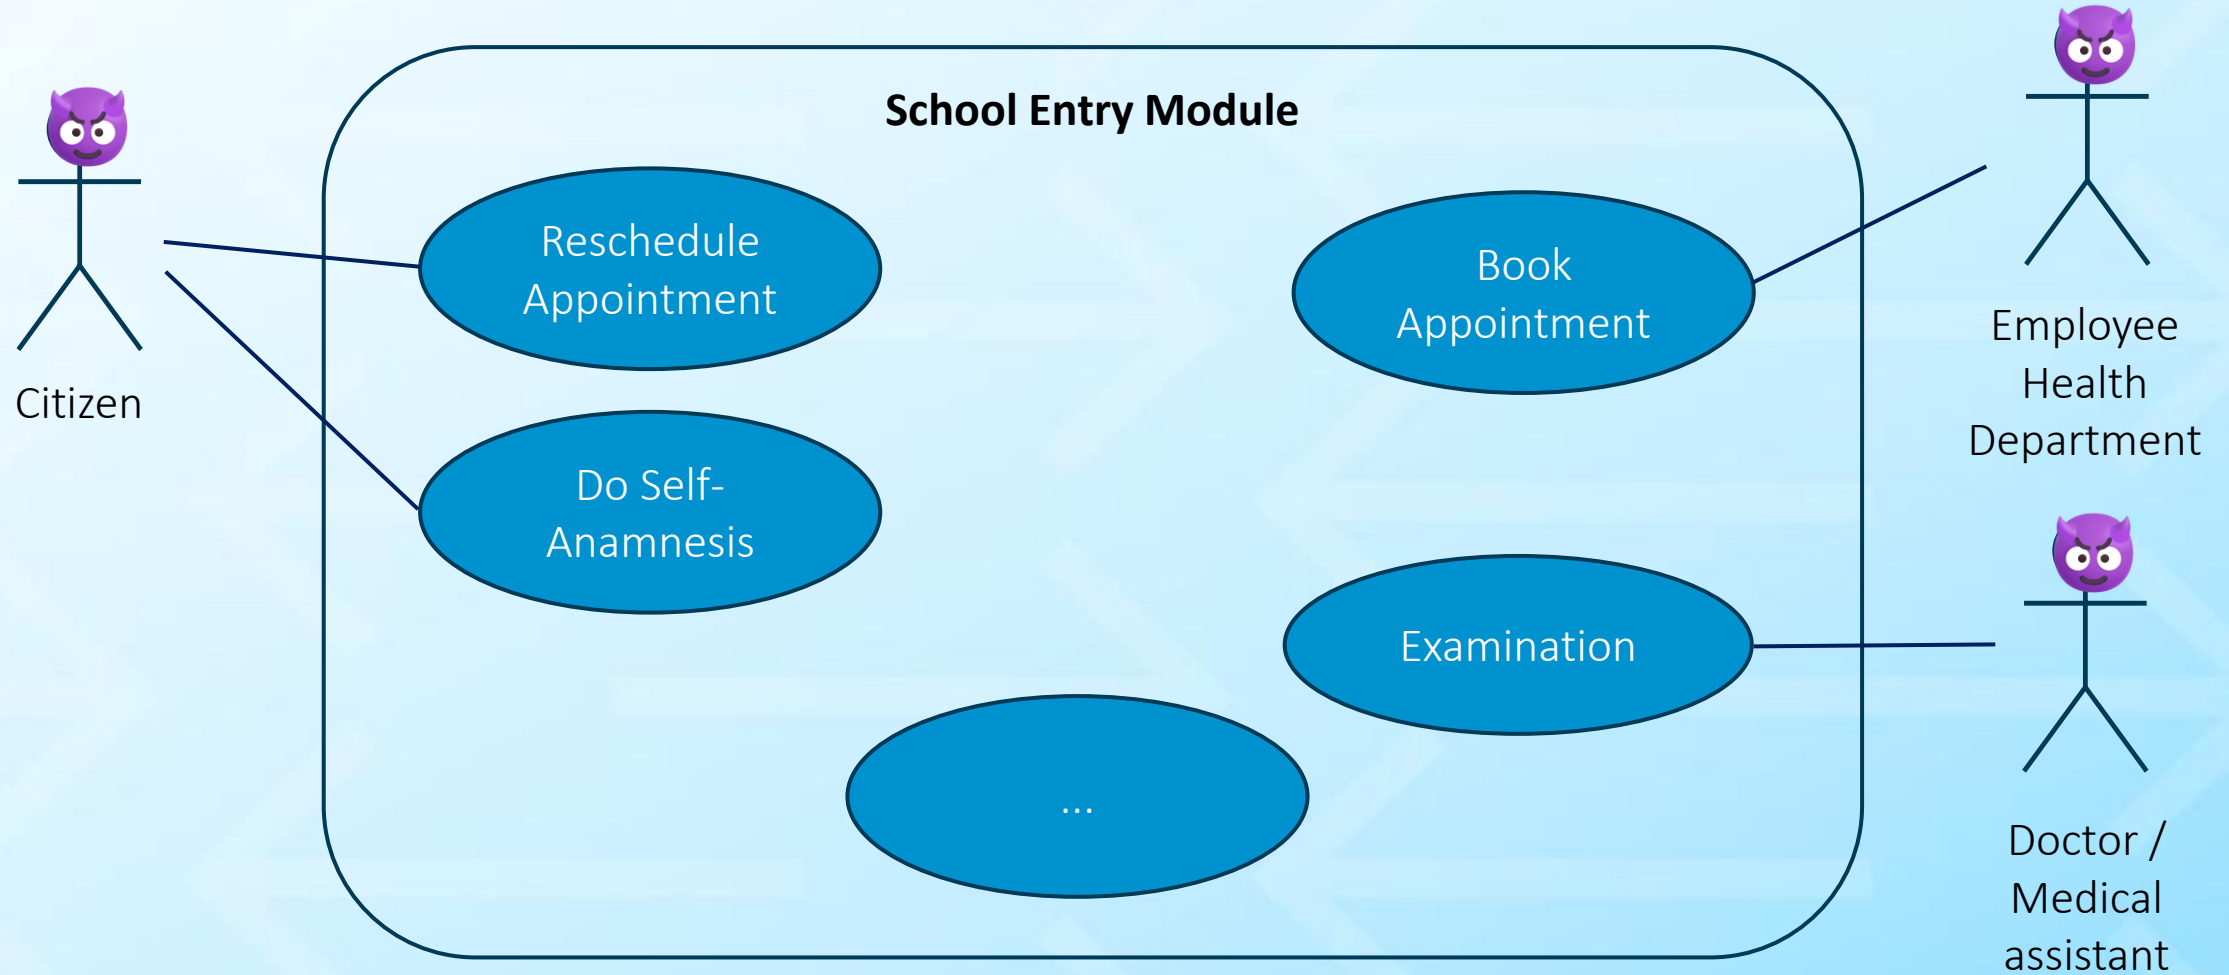 School Entry Module
Reschedule
Appointment
Book
Appointment
Citizen
Employee
Health
Department
Do Self-
Anamnesis
Examination
...
Doctor /
Medical
assistant